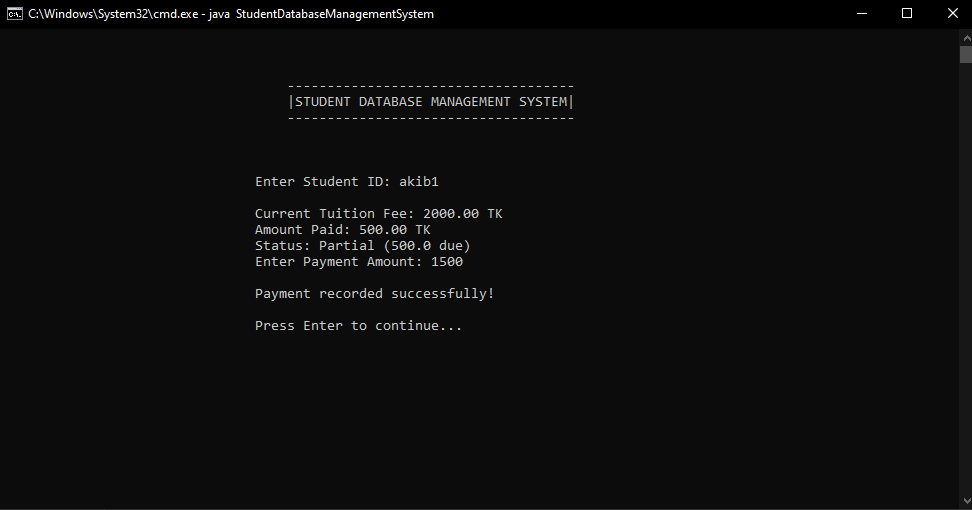 C:\Windows\System32\cmd.exe - java  StudentDatabaseManagementSystem
-----------------------------------
|STUDENT DATABASE MANAGEMENT SYSTEM|
-----------------------------------
Enter Student ID: akib1
Current Tuition Fee: 2000.00 TK
Amount Paid: 500.00 TK
Status: Partial (500.0 due)
Enter Payment Amount: 1500
Payment recorded successfully!
Press Enter to continue...